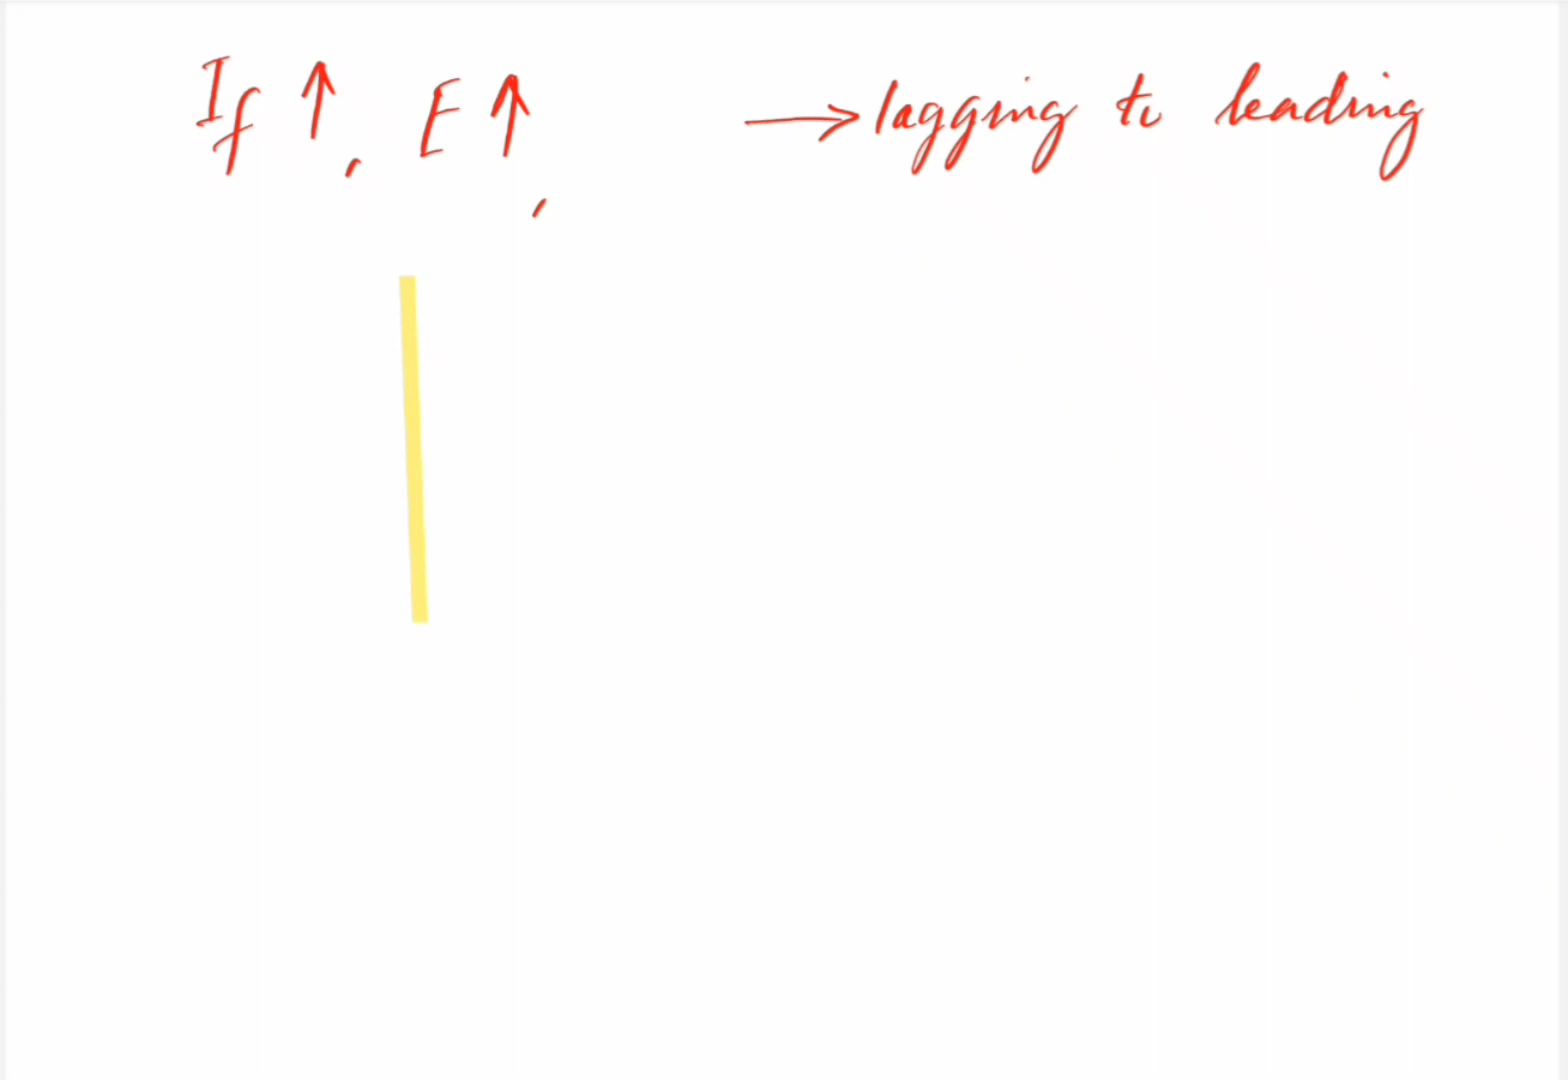 If ↑, E ↑, → lagging to leading